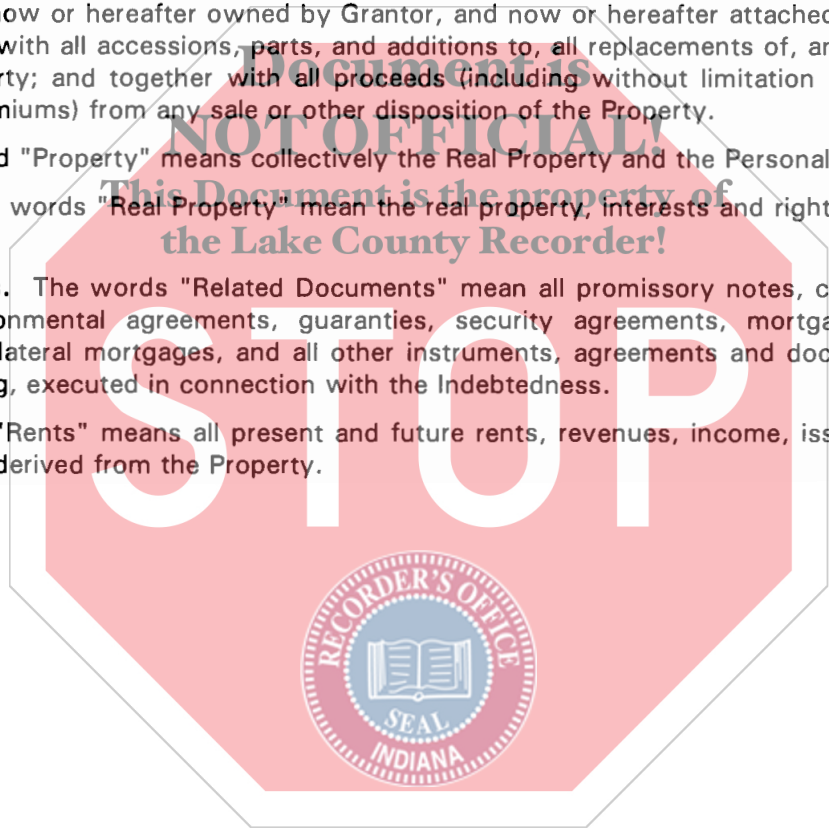 now or hereafter owned by Grantor, and now or hereafter attached
with all accessions, parts, and additions to, all replacements of, an
rty; and together with all proceeds (including without limitation
miums) from any sale or other disposition of the Property.
d "Property" means collectively the Real Property and the Personal
words "Real Property" mean the real property, interests and right
. The words "Related Documents" mean all promissory notes, c
onmental agreements, guaranties, security agreements, mortga
lateral mortgages, and all other instruments, agreements and doc
g, executed in connection with the Indebtedness.
"Rents" means all present and future rents, revenues, income, iss
derived from the Property.
Document is
NOT OFFICIAL!
This Document is the property of
the Lake County Recorder!
STOP
RECORDER'S OFFICE
SEAL
INDIANA